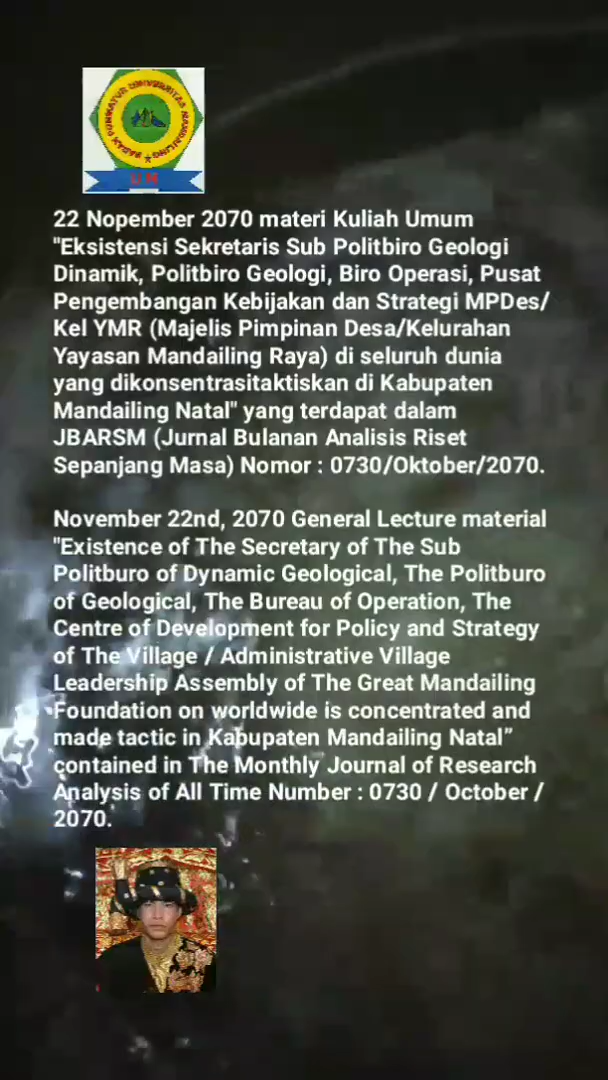 BADAN UNIVERSITAS MANDAILING
U M
22 Nopember 2070 materi Kuliah Umum
"Eksistensi Sekretaris Sub Politbiro Geologi
Dinamik, Politbiro Geologi, Biro Operasi, Pusat
Pengembangan Kebijakan dan Strategi MPDes/
Kel YMR (Majelis Pimpinan Desa/Kelurahan
Yayasan Mandailing Raya) di seluruh dunia
yang dikonsentrasitaktiskan di Kabupaten
Mandailing Natal" yang terdapat dalam
JBARSM (Jurnal Bulanan Analisis Riset
Sepanjang Masa) Nomor : 0730/Oktober/2070.
November 22nd, 2070 General Lecture material
"Existence of The Secretary of The Sub
Politburo of Dynamic Geological, The Politburo
of Geological, The Bureau of Operation, The
Centre of Development for Policy and Strategy
of The Village / Administrative Village
Leadership Assembly of The Great Mandailing
Foundation on worldwide is concentrated and
made tactic in Kabupaten Mandailing Natal”
contained in The Monthly Journal of Research
Analysis of All Time Number : 0730 / October /
2070.